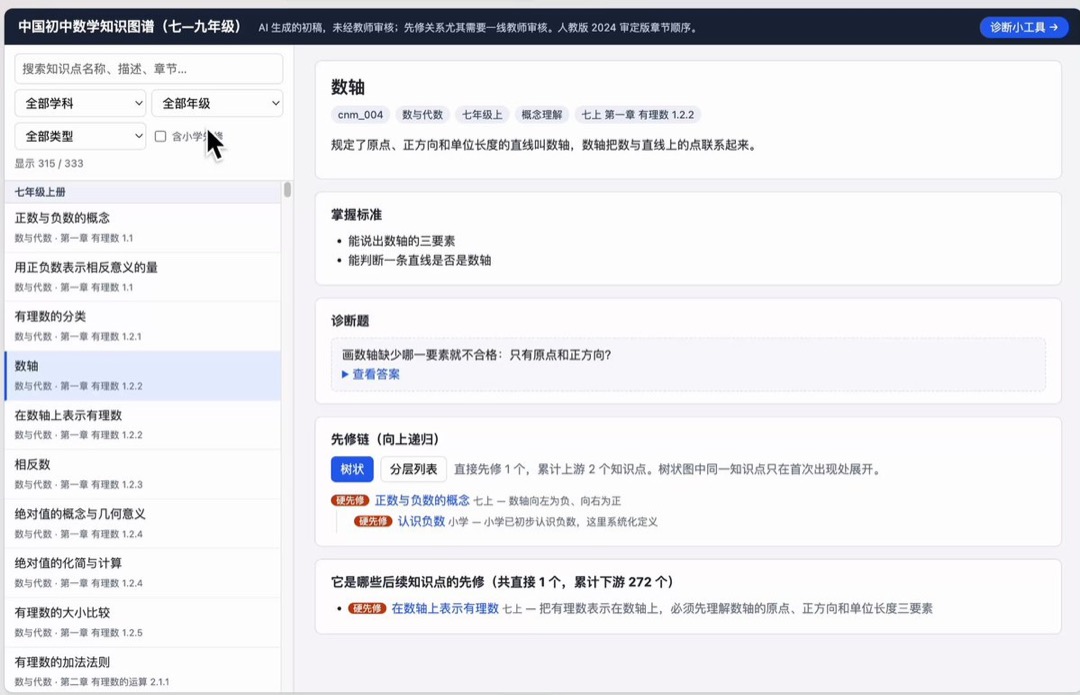 中国初中数学知识图谱（七一九年级） AI 生成的初稿，未经教师审核；先修关系尤其需要一线教师审核。人教版 2024 审定版章节顺序。 诊断小工具 →
搜索知识点名称、描述、章节...
全部学科 全部年级
全部类型 含小学
显示 315 / 333
七年级上册
正数与负数的概念
数与代数 · 第一章 有理数 1.1
用正负数表示相反意义的量
数与代数 · 第一章 有理数 1.1
有理数的分类
数与代数 · 第一章 有理数 1.2.1
数轴
数与代数 · 第一章 有理数 1.2.2
在数轴上表示有理数
数与代数 · 第一章 有理数 1.2.2
相反数
数与代数 · 第一章 有理数 1.2.3
绝对值的概念与几何意义
数与代数 · 第一章 有理数 1.2.4
绝对值的化简与计算
数与代数 · 第一章 有理数 1.2.4
有理数的大小比较
数与代数 · 第一章 有理数 1.2.5
有理数的加法法则
数与代数 · 第二章 有理数的运算 2.1.1
数轴
cnm_004 数与代数 七年级上 概念理解 七上 第一章 有理数 1.2.2
规定了原点、正方向和单位长度的直线叫数轴，数轴把数与直线上的点联系起来。
掌握标准
• 能说出数轴的三要素
• 能判断一条直线是否是数轴
诊断题
画数轴缺少哪一要素就不合格：只有原点和正方向？
▶ 查看答案
先修链（向上递归）
树状 分层列表 直接先修 1 个，累计上游 2 个知识点。树状图中同一知识点只在首次出现处展开。
硬先修 正数与负数的概念 七上 — 数轴向左为负、向右为正
硬先修 认识负数 小学 — 小学已初步认识负数，这里系统化定义
它是哪些后续知识点的先修（共直接 1 个，累计下游 272 个）
• 硬先修 在数轴上表示有理数 七上 — 把有理数表示在数轴上，必须先理解数轴的原点、正方向和单位长度三要素